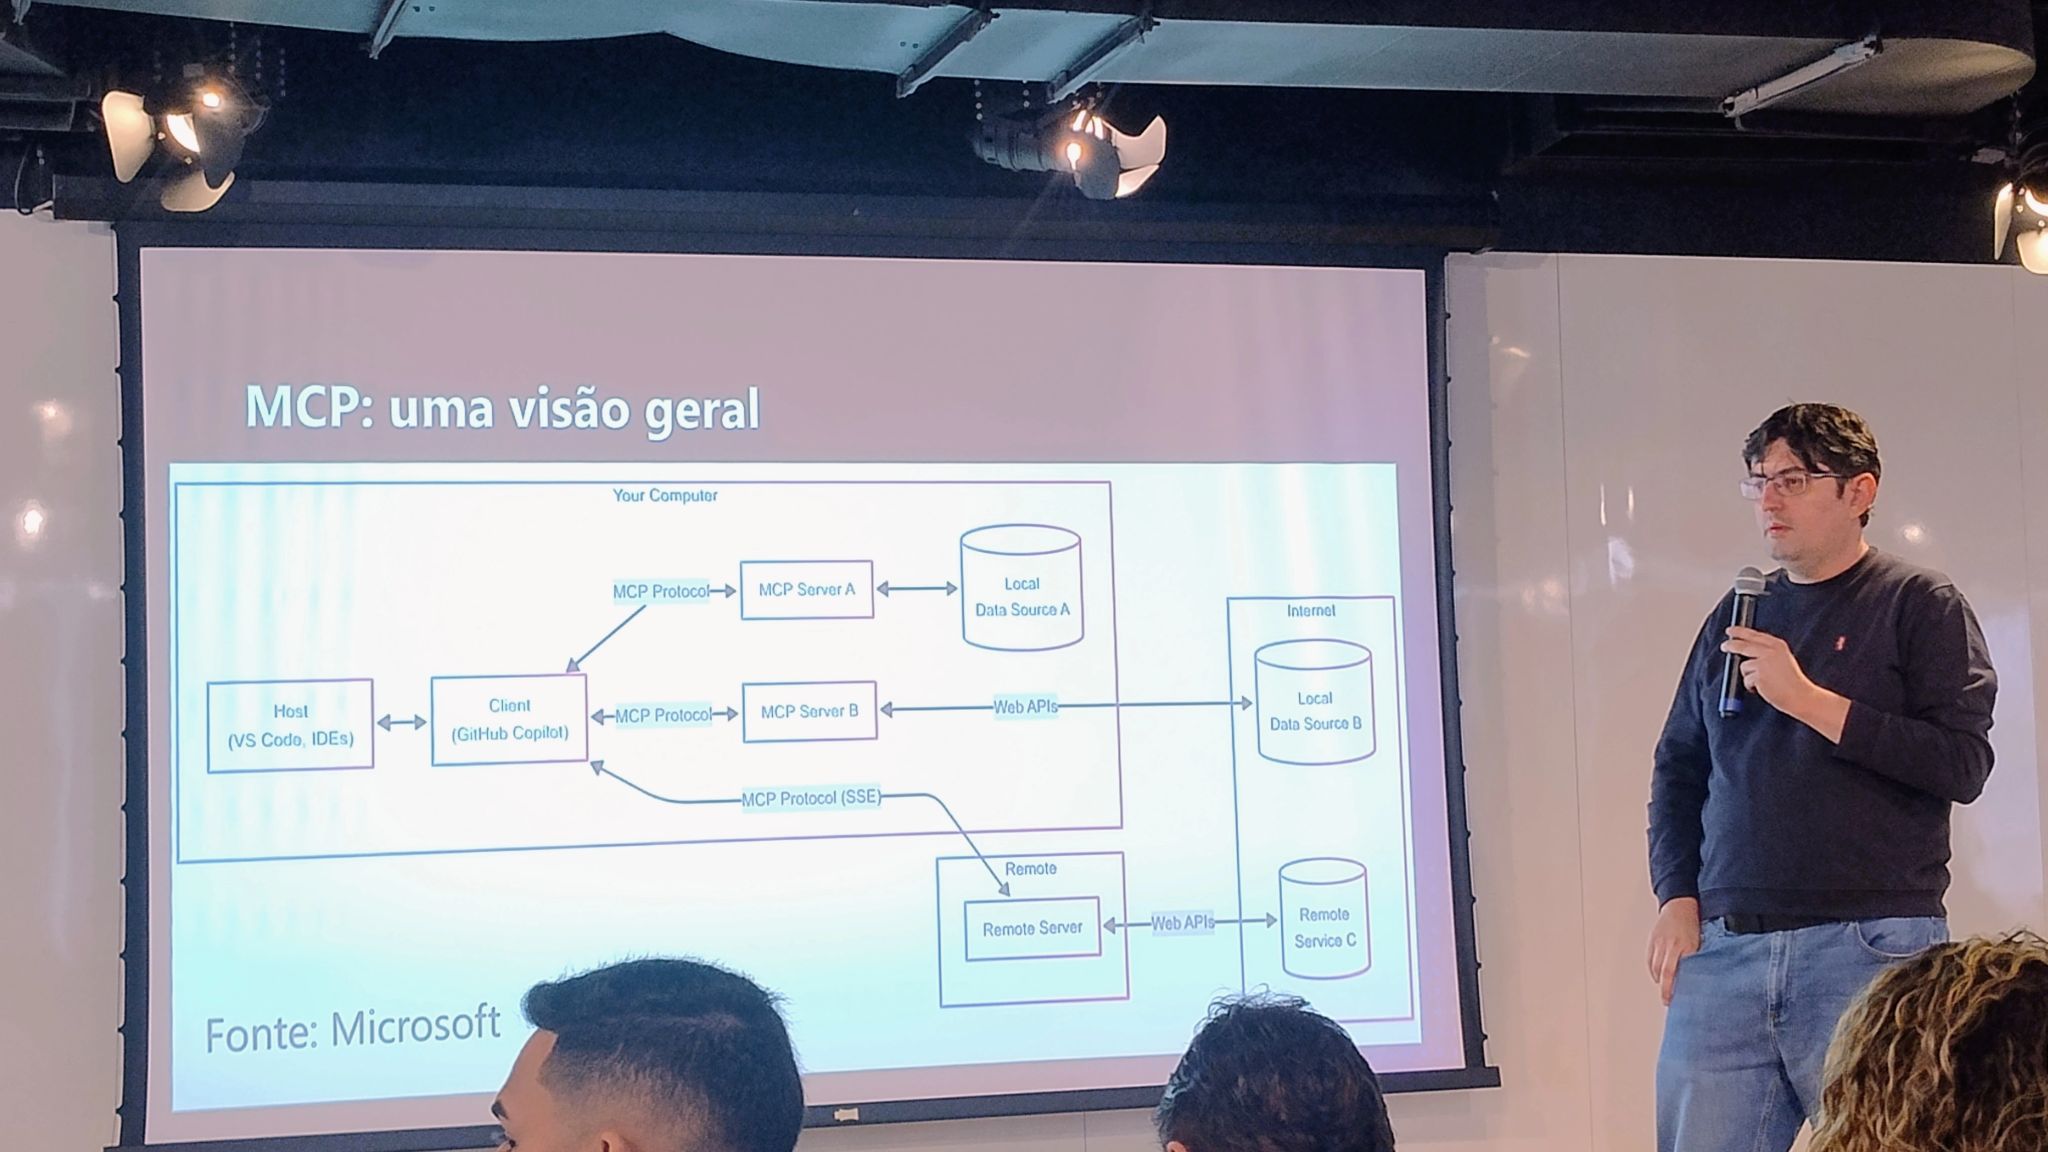 MCP: uma visão geral
Your Computer
MCP Protocol
MCP Server A
Local
Data Source A
Internet
Host
(VS Code, IDEs)
Client
(GitHub Copilot)
MCP Protocol
MCP Server B
Web APIs
Local
Data Source B
MCP Protocol (SSE)
Remote
Remote Server
Web APIs
Remote
Service C
Fonte: Microsoft